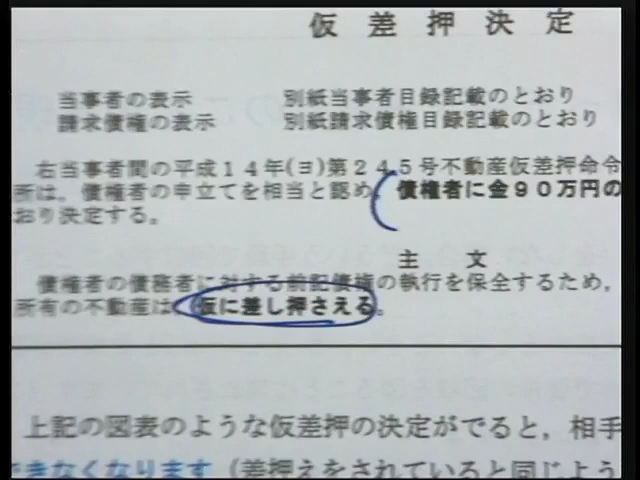 仮差押決定
当事者の表示　別紙当事者目録記載のとおり
請求債権の表示　別紙請求債権目録記載のとおり
右当事者間の平成１４年(ヨ)第２４５号不動産仮差押命令
所は、債権者の申立てを相当と認め、債権者に金９０万円の
おり決定する。
主文
債権者の債務者に対する前記債権の執行を保全するため，
所有の不動産は、仮に差し押さえる。
上記の図表のような仮差押の決定がでると，相手
できなくなります（差押えをされていると同じよう